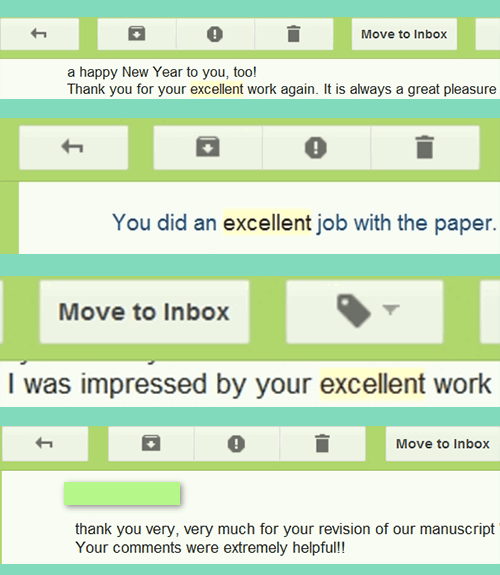 Move to Inbox
a happy New Year to you, too!
Thank you for your excellent work again. It is always a great pleasure
You did an excellent job with the paper.
Move to Inbox
I was impressed by your excellent work
Move to Inbox
thank you very, very much for your revision of our manuscript
Your comments were extremely helpful!!